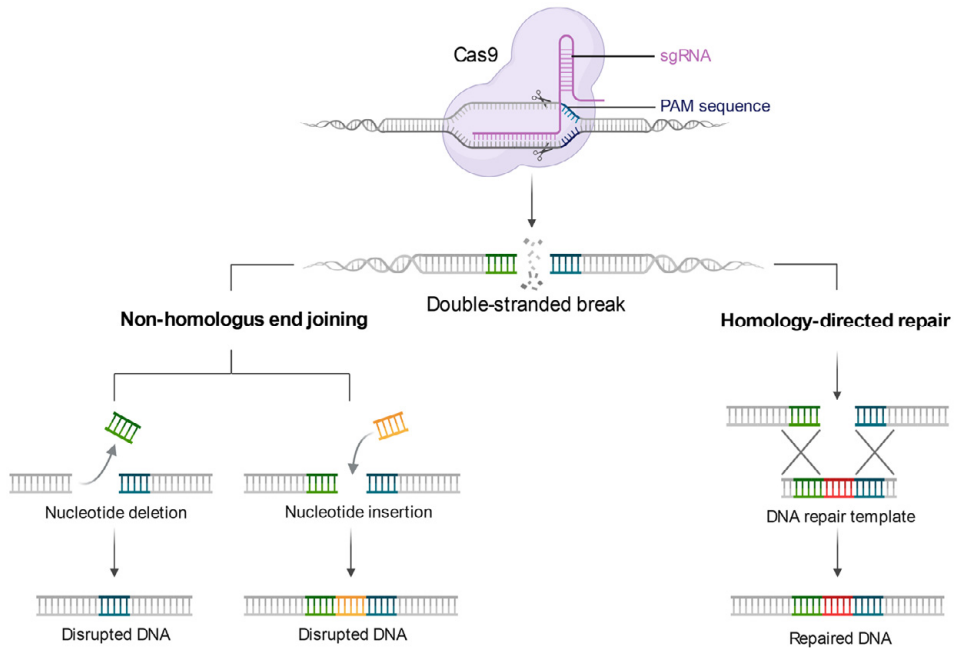 Cas9
sgRNA
PAM sequence
Double-stranded break
Non-homologus end joining
Homology-directed repair
Nucleotide deletion
Nucleotide insertion
DNA repair template
Disrupted DNA
Disrupted DNA
Repaired DNA